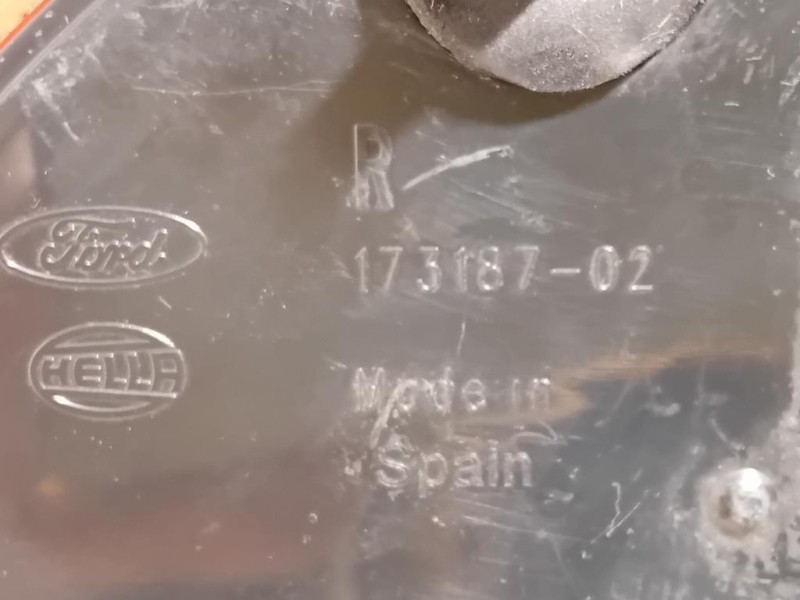 R
Ford
173187-02
HELLA
Made in
Spain